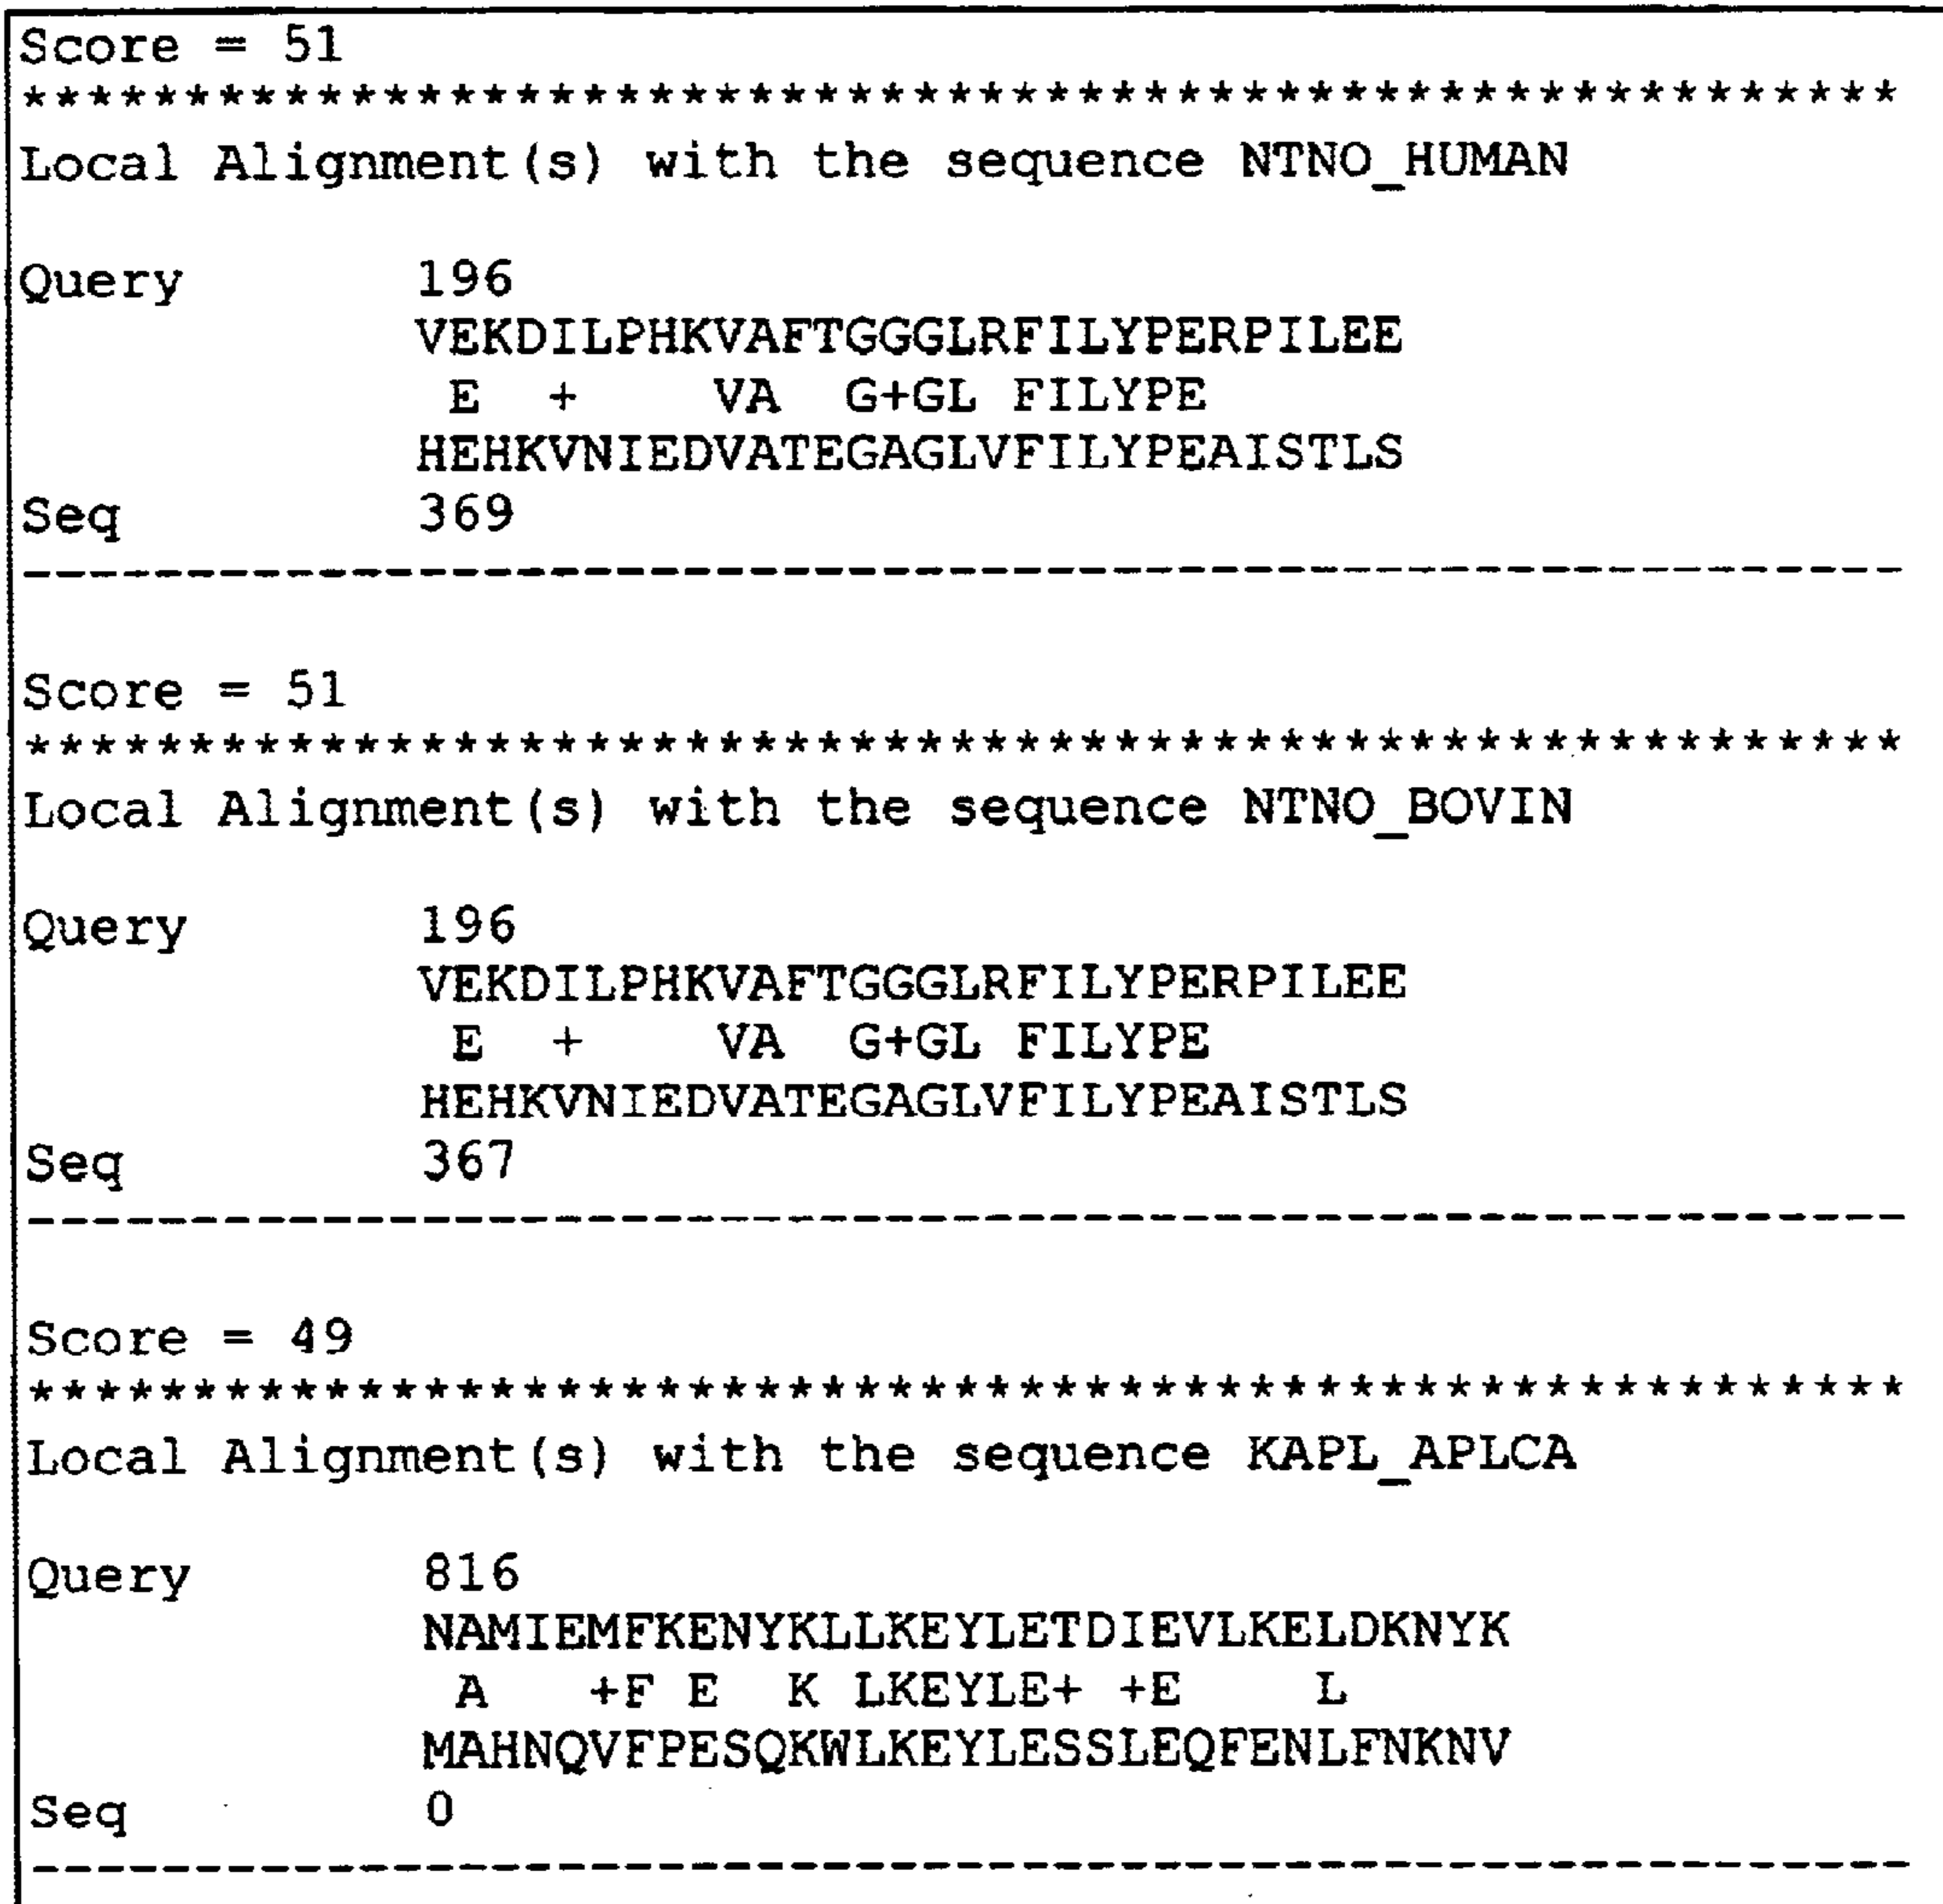 Score = 51
*********************************************************
Local Alignment(s) with the sequence NTNO_HUMAN
Query 196
VEKDILPHKVAFTGGGLRFILYPERPILEE
E  +    VA  G+GL FILYPE
HEHKVNIEDVATEGAGLVFILYPEAISTLS
Seq 369
---------------------------------------------------------
Score = 51
*********************************************************
Local Alignment(s) with the sequence NTNO_BOVIN
Query 196
VEKDILPHKVAFTGGGLRFILYPERPILEE
E  +    VA  G+GL FILYPE
HEHKVNIEDVATEGAGLVFILYPEAISTLS
Seq 367
---------------------------------------------------------
Score = 49
*********************************************************
Local Alignment(s) with the sequence KAPL_APLCA
Query 816
NAMIEMFKENYKLLKEYLETDIEVLKELDKNYK
A   +F E  K LKEYLE+ +E    L
MAHNQVFPESQKWLKEYLESSLEQFENLFNKNV
Seq 0
---------------------------------------------------------